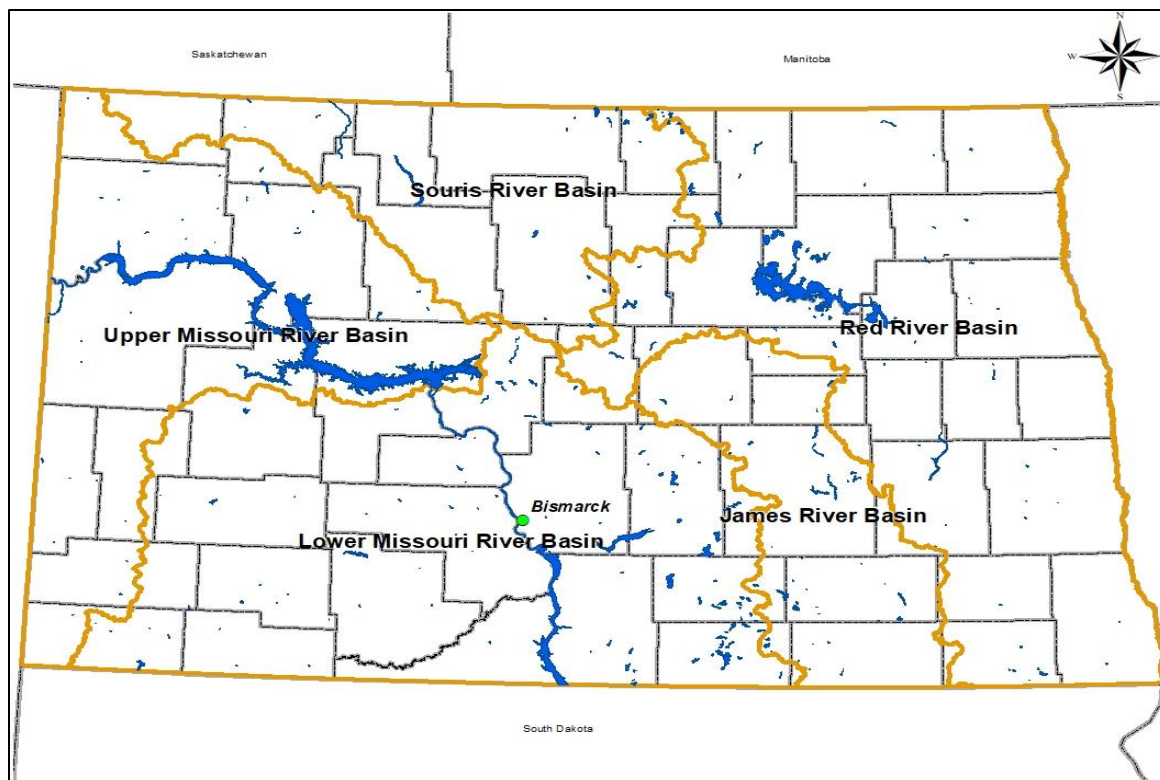 Saskatchewan
Manitoba
N
W
E
S
Souris River Basin
Upper Missouri River Basin
Red River Basin
Bismarck
James River Basin
Lower Missouri River Basin
South Dakota